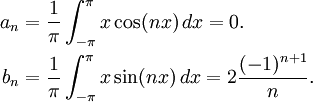 a_n = \frac{1}{\pi} \int_{-\pi}^{\pi} x \cos(nx) \, dx = 0.
b_n = \frac{1}{\pi} \int_{-\pi}^{\pi} x \sin(nx) \, dx = 2 \frac{(-1)^{n+1}}{n}.